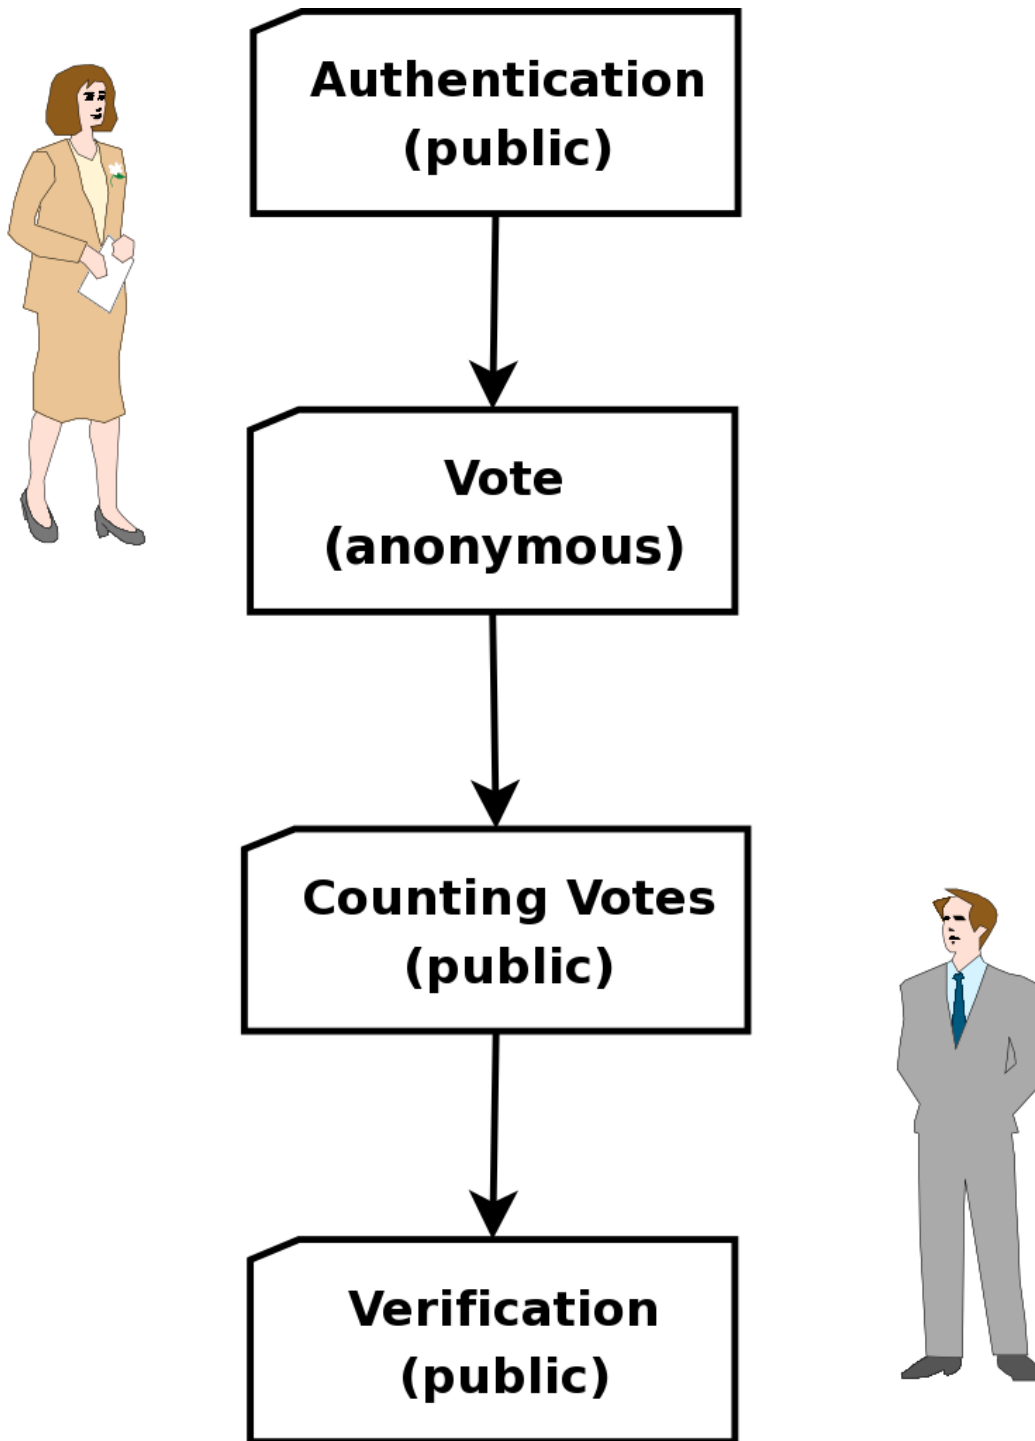 Authentication
(public)
Vote
(anonymous)
Counting Votes
(public)
Verification
(public)